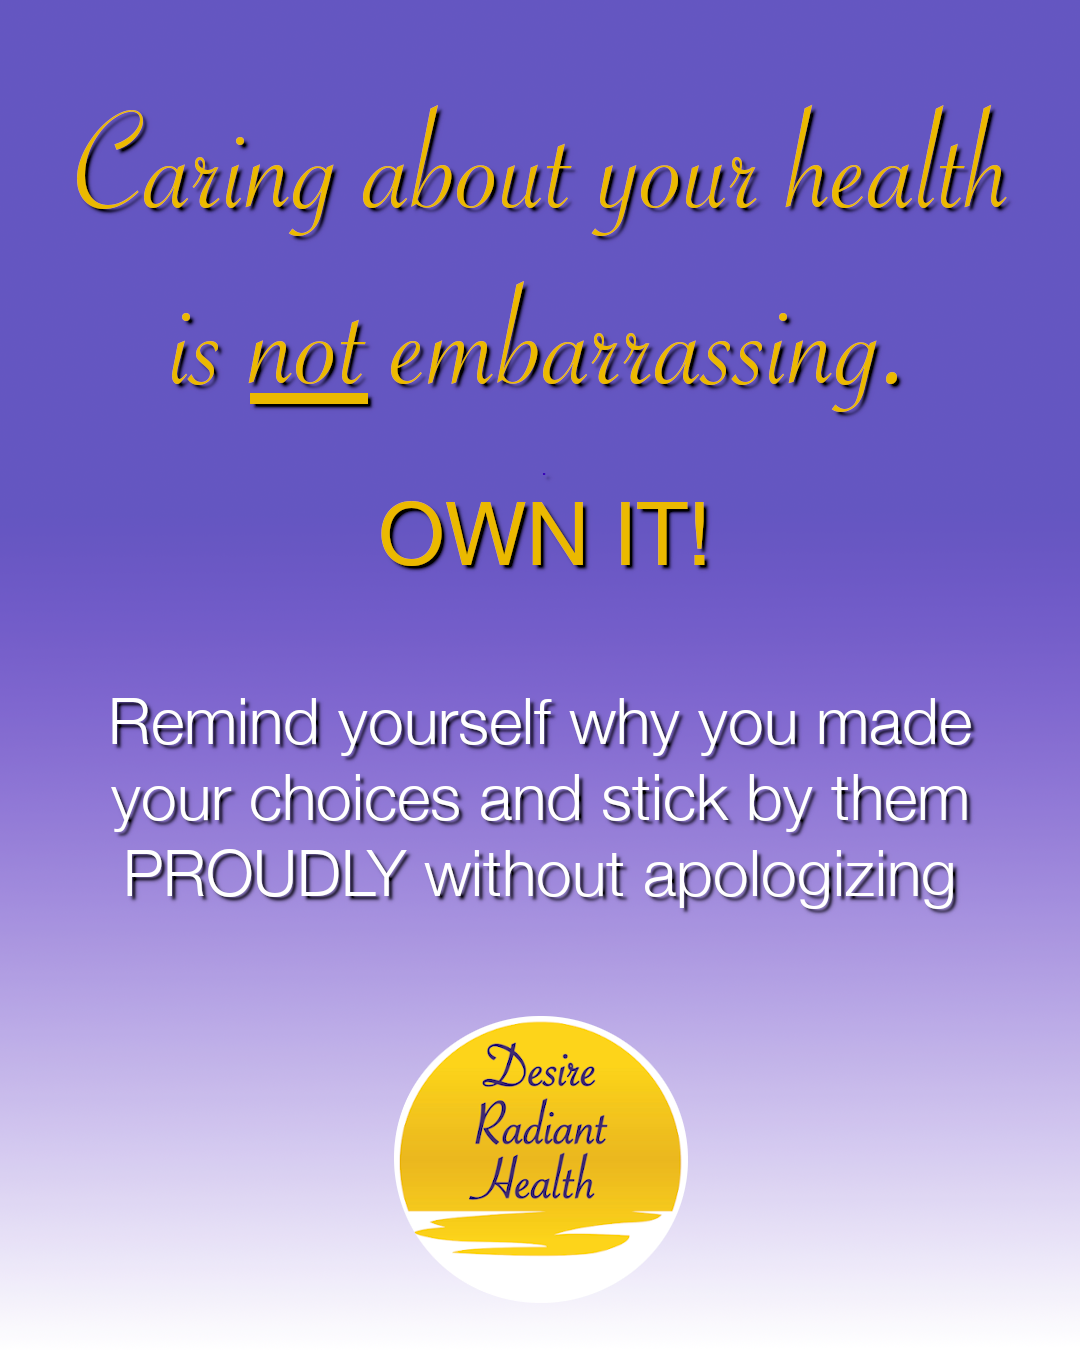 Caring about your health
is not embarrassing.
OWN IT!
Remind yourself why you made
your choices and stick by them
PROUDLY without apologizing
Desire
Radiant
Health